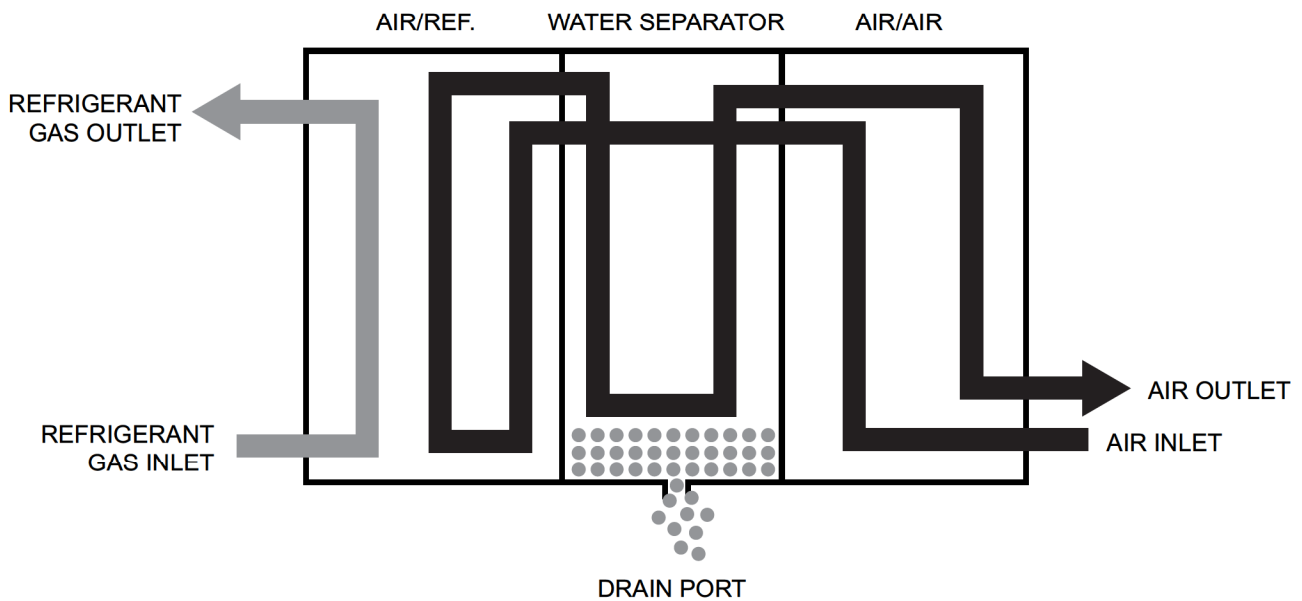 AIR/REF.
WATER SEPARATOR
AIR/AIR
REFRIGERANT
GAS OUTLET
AIR OUTLET
REFRIGERANT
GAS INLET
AIR INLET
DRAIN PORT